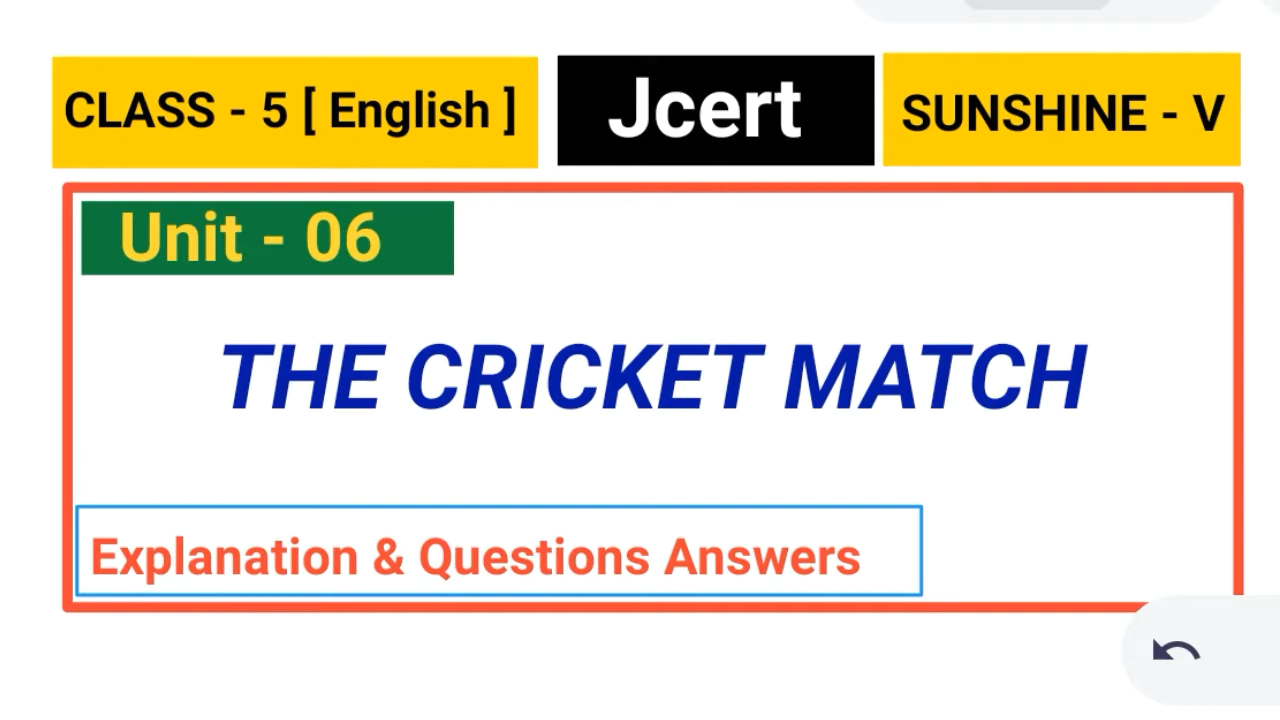 CLASS - 5 [ English ] Jcert SUNSHINE - V
Unit - 06
THE CRICKET MATCH
Explanation & Questions Answers